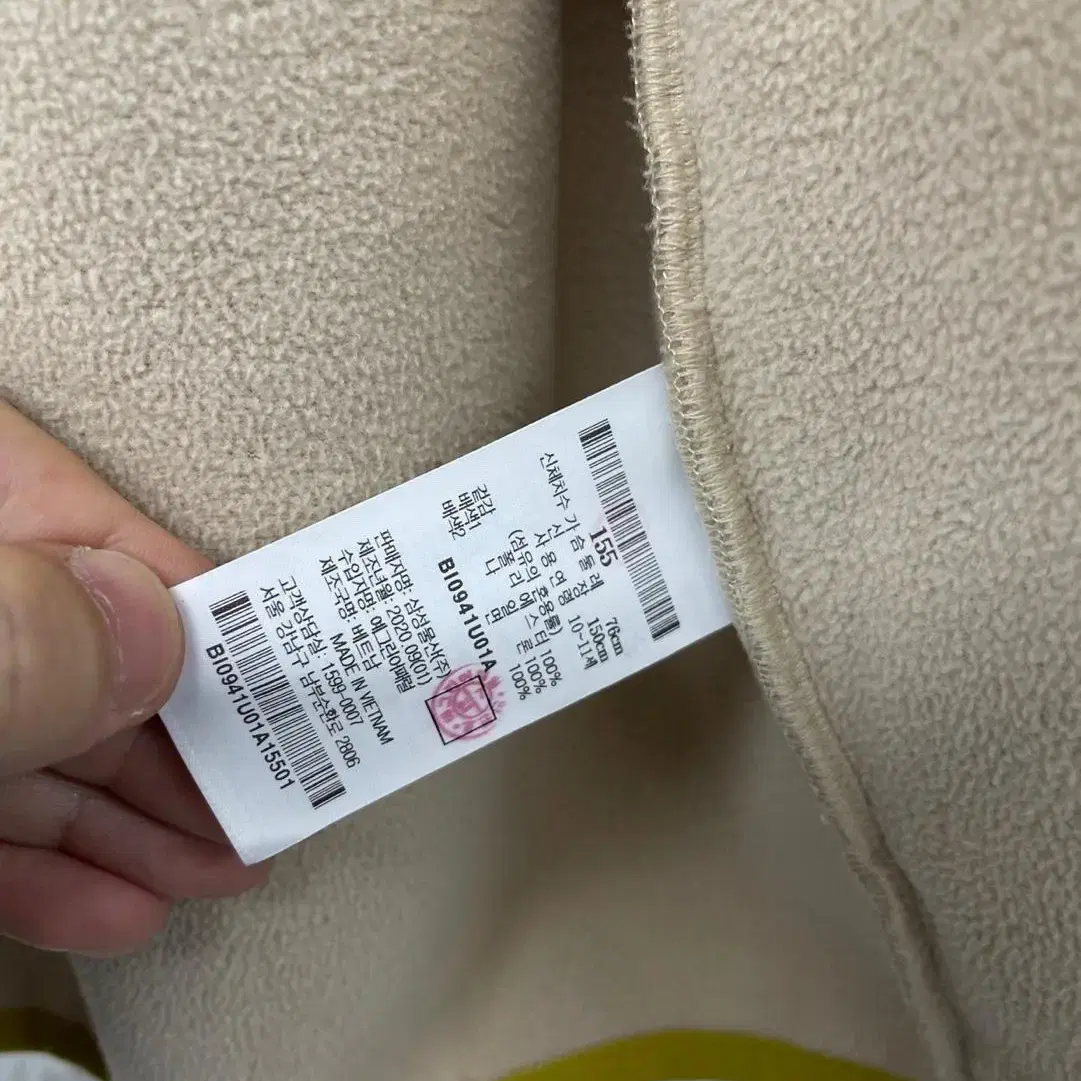 155
신체치수 가 슴 둘 레 76cm
신 장 150cm
사 용 연 령 10~11세
(섬유의 혼용률)
겉감 폴 리 에 스 터 100%
배색1 나 일 론 100%
배색2 면 100%
BI0941U01A
판매자명: 삼성물산(주)
제조년월: 2020.09(01)
수입자명: 에그리어패럴
제조국명: 베트남
MADE IN VIETNAM
고객상담실: 1599-0007
서울 강남구 남부순환로 2806
BI0941U01A15501